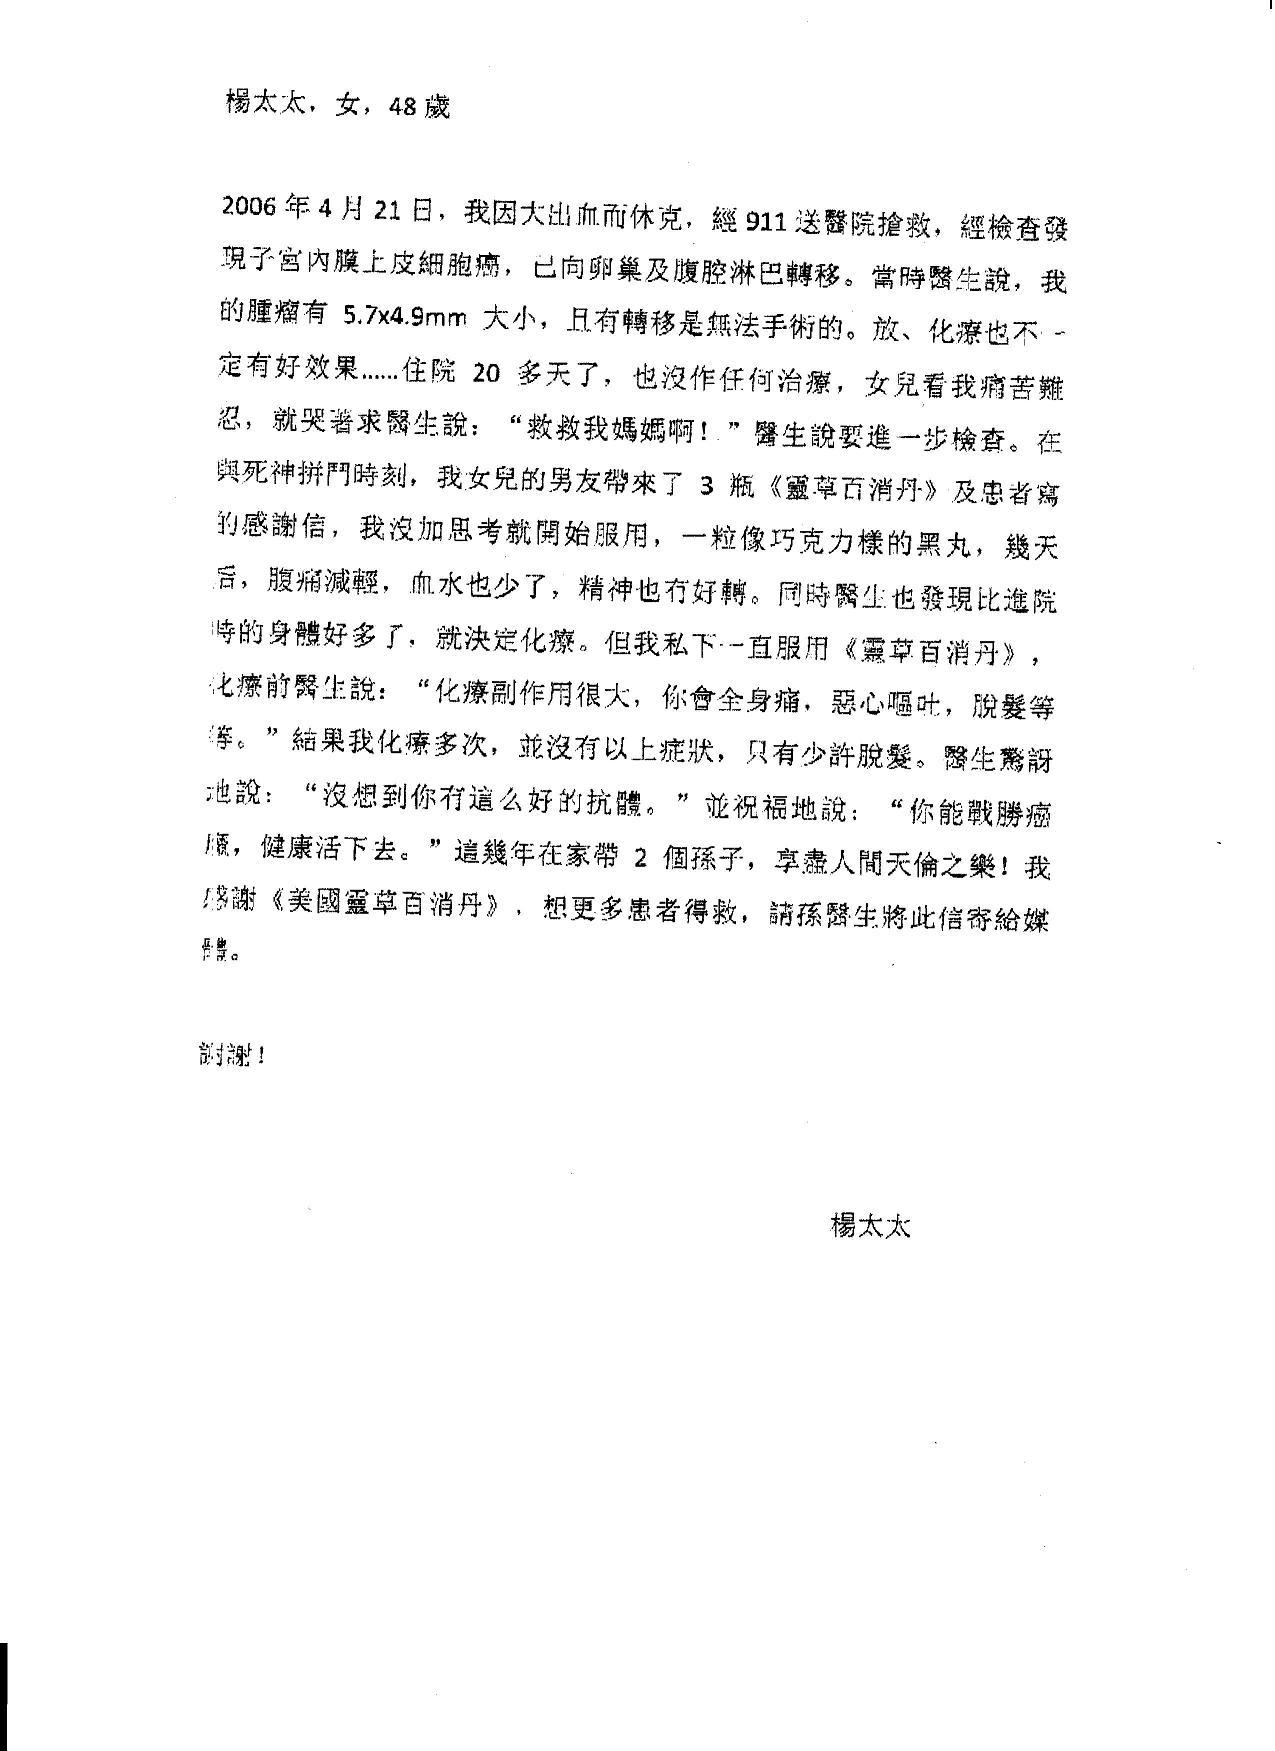 楊太太，女，48歲
2006年4月21日，我因大出血而休克，經911送醫院搶救，經檢查發
現子宮內膜上皮細胞癌，已向卵巢及腹腔淋巴轉移。當時醫生說，我
的腫瘤有 5.7x4.9mm 大小，且有轉移是無法手術的。放、化療也不一
定有好效果......住院 20 多天了，也沒作任何治療，女兒看我痛苦難
忍，就哭著求醫生說：“救救我媽媽啊！”醫生說要進一步檢查。在
與死神拼鬥時刻，我女兒的男友帶來了 3 瓶《靈草百消丹》及患者寫
的感謝信，我沒加思考就開始服用，一粒像巧克力樣的黑丸，幾天
后，腹痛減輕，血水也少了，精神也有好轉。同時醫生也發現比進院
時的身體好多了，就決定化療。但我私下一直服用《靈草百消丹》，
化療前醫生說：“化療副作用很大，你會全身痛，惡心嘔吐，脫髮等
等。”結果我化療多次，並沒有以上症狀，只有少許脫髮。醫生驚訝
地說：“沒想到你有這么好的抗體。”並祝福地說：“你能戰勝癌
魔，健康活下去。”這幾年在家帶 2 個孫子，享盡人間天倫之樂！我
感謝《美國靈草百消丹》，想更多患者得救，請孫醫生將此信寄給媒
體。
謝謝！
楊太太